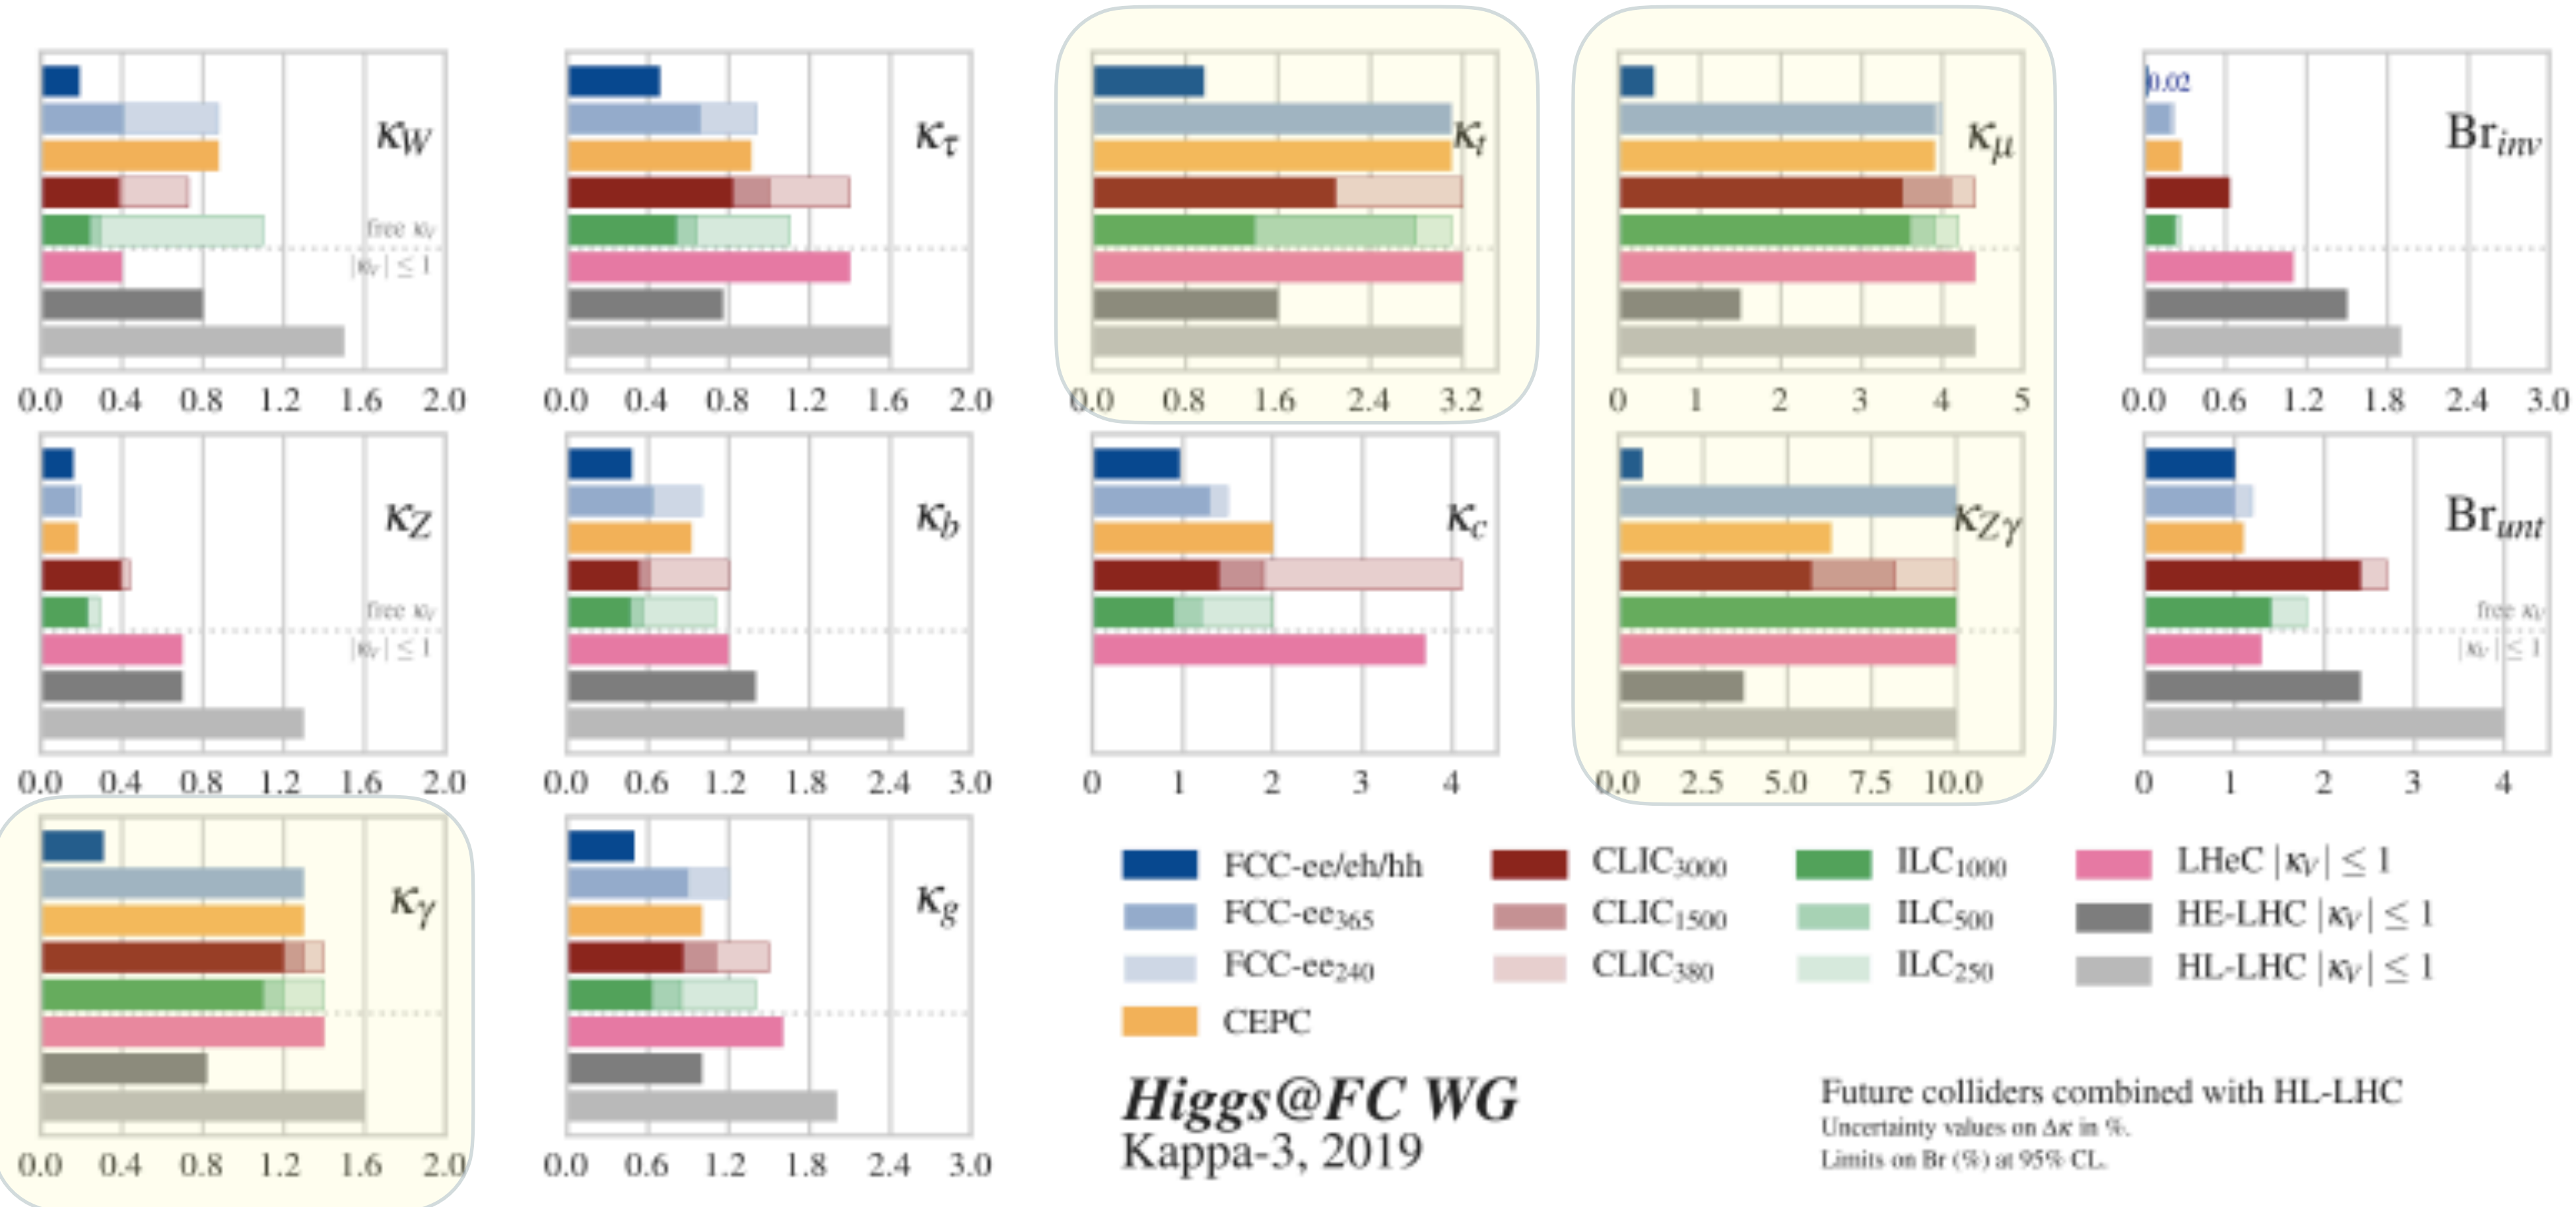 κW
free κV
|κV| ≤ 1
0.0 0.4 0.8 1.2 1.6 2.0
κτ
0.0 0.4 0.8 1.2 1.6 2.0
κt
0.0 0.8 1.6 2.4 3.2
κμ
0 1 2 3 4 5
0.02
Brinv
0.0 0.6 1.2 1.8 2.4 3.0
κZ
free κV
|κV| ≤ 1
0.0 0.4 0.8 1.2 1.6 2.0
κb
0.0 0.6 1.2 1.8 2.4 3.0
κc
0 1 2 3 4
κZγ
0.0 2.5 5.0 7.5 10.0
Brunt
free κV
|κV| ≤ 1
0 1 2 3 4
κγ
0.0 0.4 0.8 1.2 1.6 2.0
κg
0.0 0.6 1.2 1.8 2.4 3.0
FCC-ee/eh/hh
FCC-ee365
FCC-ee240
CEPC
CLIC3000
CLIC1500
CLIC380
ILC1000
ILC500
ILC250
LHeC |κV| ≤ 1
HE-LHC |κV| ≤ 1
HL-LHC |κV| ≤ 1
Higgs@FC WG
Kappa-3, 2019
Future colliders combined with HL-LHC
Uncertainty values on Δκ in %.
Limits on Br (%) at 95% CL.